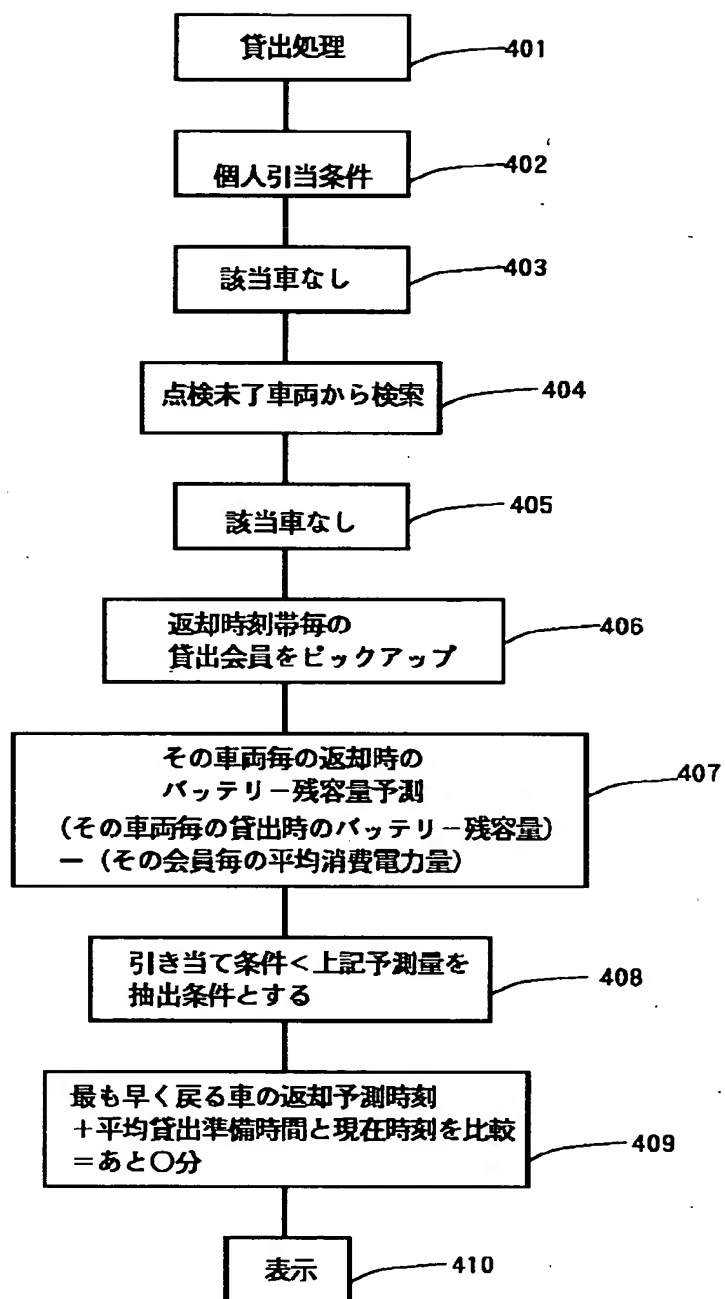 貸出処理
401
個人引当条件
402
該当車なし
403
点検未了車両から検索
404
該当車なし
405
返却時刻帯毎の
貸出会員をピックアップ
406
その車両毎の返却時の
バッテリー残容量予測
(その車両毎の貸出時のバッテリー残容量)
－(その会員毎の平均消費電力量)
407
引き当て条件＜上記予測量を
抽出条件とする
408
最も早く戻る車の返却予測時刻
＋平均貸出準備時間と現在時刻を比較
＝あと〇分
409
表示
410